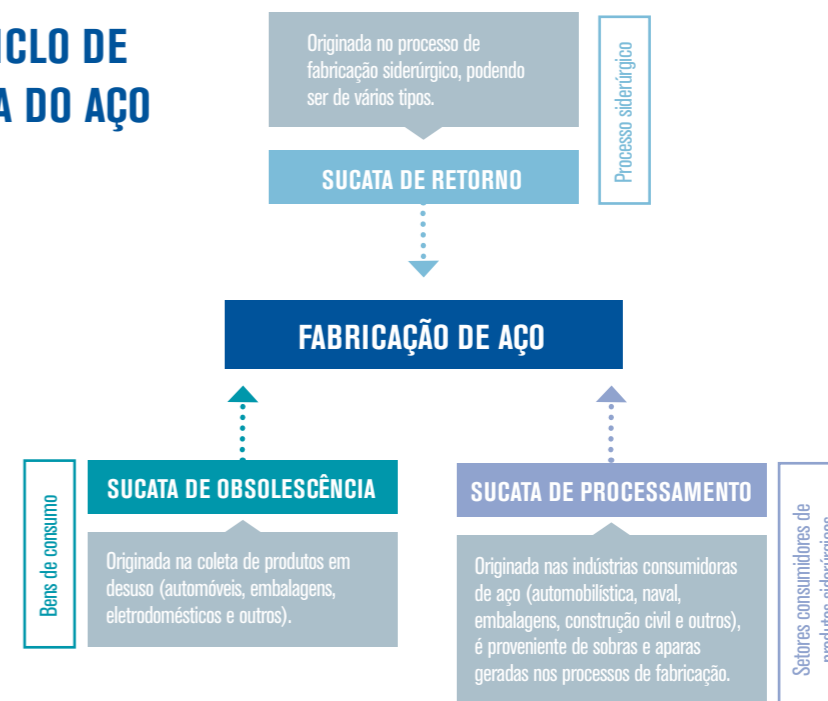 ICLO DE
A DO AÇO
Originada no processo de
fabricação siderúrgico, podendo
ser de vários tipos.
Processo siderúrgico
SUCATA DE RETORNO
FABRICAÇÃO DE AÇO
Bens de consumo
SUCATA DE OBSOLESCÊNCIA
Originada na coleta de produtos em
desuso (automóveis, embalagens,
eletrodomésticos e outros).
SUCATA DE PROCESSAMENTO
Originada nas indústrias consumidoras
de aço (automobilística, naval,
embalagens, construção civil e outros),
é proveniente de sobras e aparas
geradas nos processos de fabricação.
Setores consumidores de
produtos siderúrgicos